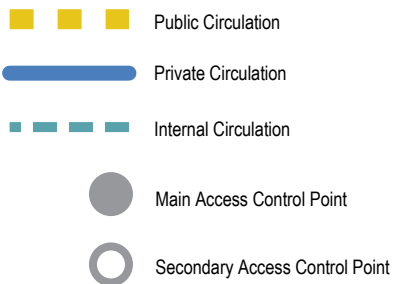 Public Circulation
Private Circulation
Internal Circulation
Main Access Control Point
Secondary Access Control Point